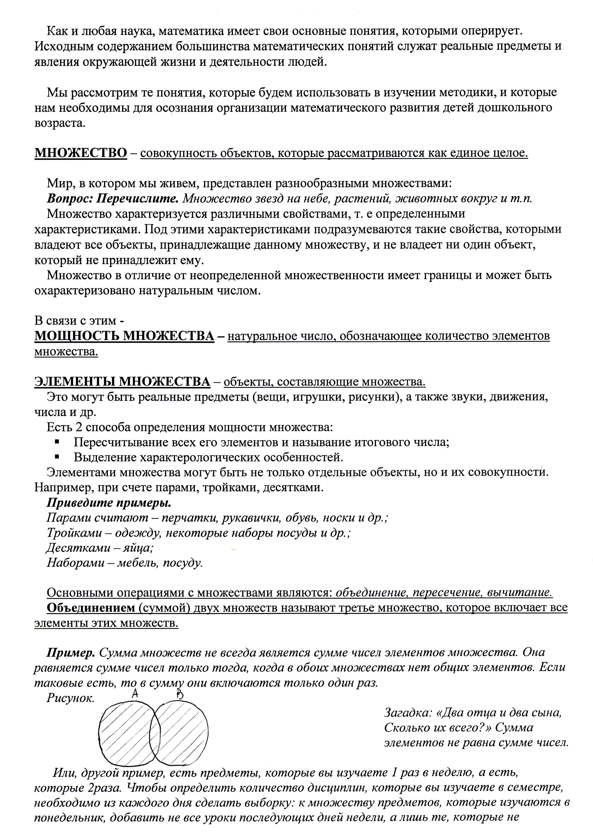 Как и любая наука, математика имеет свои основные понятия, которыми оперирует.
Исходным содержанием большинства математических понятий служат реальные предметы и
явления окружающей жизни и деятельности людей.
Мы рассмотрим те понятия, которые будем использовать в изучении методики, и которые
нам необходимы для осознания организации математического развития детей дошкольного
возраста.
МНОЖЕСТВО – совокупность объектов, которые рассматриваются как единое целое.
Мир, в котором мы живем, представлен разнообразными множествами:
Вопрос: Перечислите. Множество звезд на небе, растений, животных вокруг и т.п.
Множество характеризуется различными свойствами, т. е определенными
характеристиками. Под этими характеристиками подразумеваются такие свойства, которыми
владеют все объекты, принадлежащие данному множеству, и не владеет ни один объект,
который не принадлежит ему.
Множество в отличие от неопределенной множественности имеет границы и может быть
охарактеризовано натуральным числом.
В связи с этим -
МОЩНОСТЬ МНОЖЕСТВА – натуральное число, обозначающее количество элементов
множества.
ЭЛЕМЕНТЫ МНОЖЕСТВА – объекты, составляющие множества.
Это могут быть реальные предметы (вещи, игрушки, рисунки), а также звуки, движения,
числа и др.
Есть 2 способа определения мощности множества:
▪ Пересчитывание всех его элементов и называние итогового числа;
▪ Выделение характерологических особенностей.
Элементами множества могут быть не только отдельные объекты, но и их совокупности.
Например, при счете парами, тройками, десятками.
Приведите примеры.
Парами считают – перчатки, рукавички, обувь, носки и др.;
Тройками – одежду, некоторые наборы посуды и др.;
Десятками – яйца;
Наборами – мебель, посуду.
Основными операциями с множествами являются: объединение, пересечение, вычитание.
Объединением (суммой) двух множеств называют третье множество, которое включает все
элементы этих множеств.
Пример. Сумма множеств не всегда является сумме чисел элементов множества. Она
равняется сумме чисел только тогда, когда в обоих множествах нет общих элементов. Если
таковые есть, то в сумму они включаются только один раз.
Рисунок.
A B
Загадка: «Два отца и два сына,
Сколько их всего?» Сумма
элементов не равна сумме чисел.
Или, другой пример, есть предметы, которые вы изучаете 1 раз в неделю, а есть,
которые 2раза. Чтобы определить количество дисциплин, которые вы изучаете в семестре,
необходимо из каждого дня сделать выборку: к множеству предметов, которые изучаются в
понедельник, добавить не все уроки последующих дней недели, а лишь те, которые не